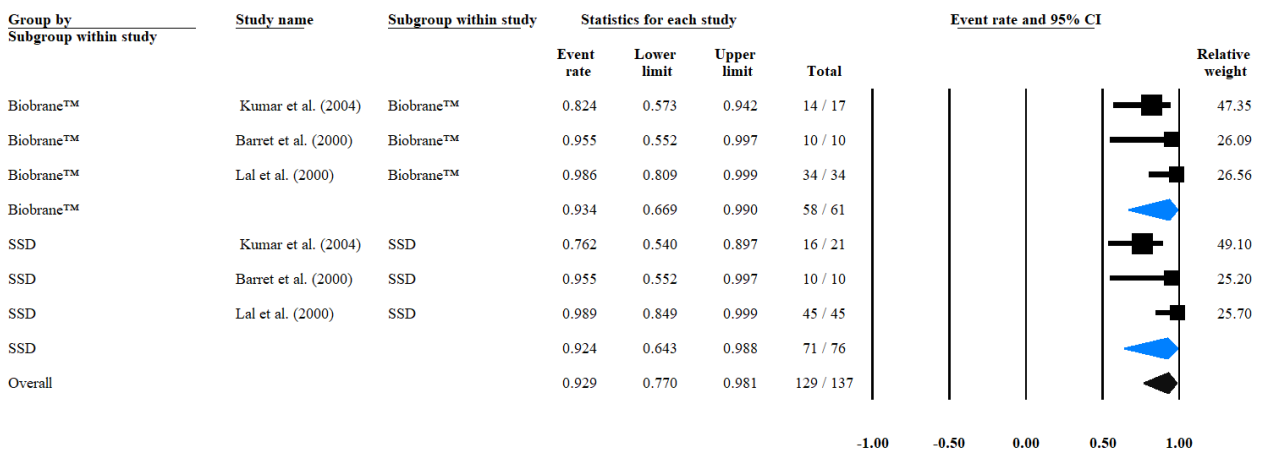 Group by Study name Subgroup within study Statistics for each study Event rate and 95% CI
Subgroup within study
Event Lower Upper Relative
rate limit limit Total weight
Biobrane™ Kumar et al. (2004) Biobrane™ 0.824 0.573 0.942 14 / 17 47.35
Biobrane™ Barret et al. (2000) Biobrane™ 0.955 0.552 0.997 10 / 10 26.09
Biobrane™ Lal et al. (2000) Biobrane™ 0.986 0.809 0.999 34 / 34 26.56
Biobrane™ 0.934 0.669 0.990 58 / 61
SSD Kumar et al. (2004) SSD 0.762 0.540 0.897 16 / 21 49.10
SSD Barret et al. (2000) SSD 0.955 0.552 0.997 10 / 10 25.20
SSD Lal et al. (2000) SSD 0.989 0.849 0.999 45 / 45 25.70
SSD 0.924 0.643 0.988 71 / 76
Overall 0.929 0.770 0.981 129 / 137
-1.00 -0.50 0.00 0.50 1.00